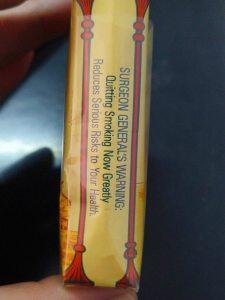 SURGEON GENERAL'S WARNING:
Quitting Smoking Now Greatly
Reduces Serious Risks to Your Health.